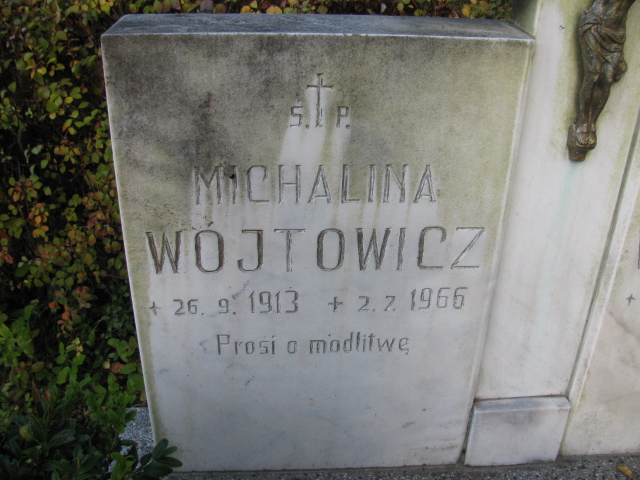 Ś.P.
MICHALINA
WÓJTOWICZ
+ 26. 9. 1913 + 2. 7. 1966
Prosi o modlitwę